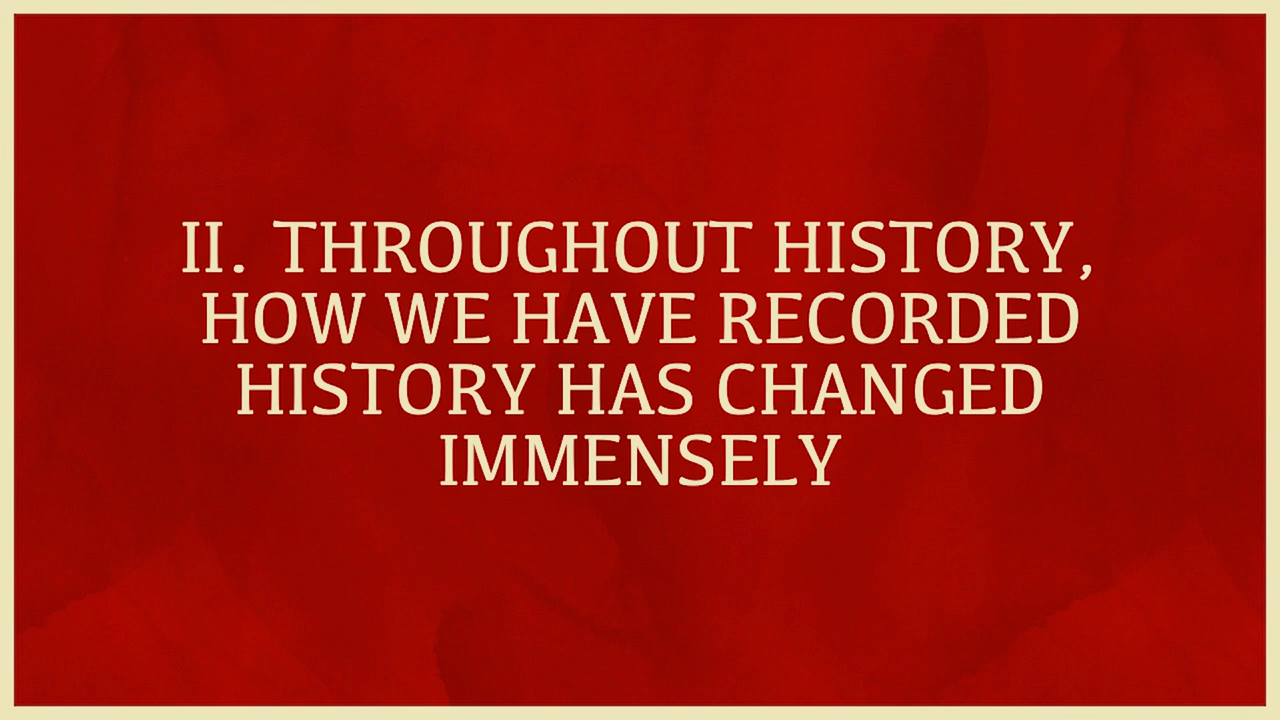 II. THROUGHOUT HISTORY,
HOW WE HAVE RECORDED
HISTORY HAS CHANGED
IMMENSELY